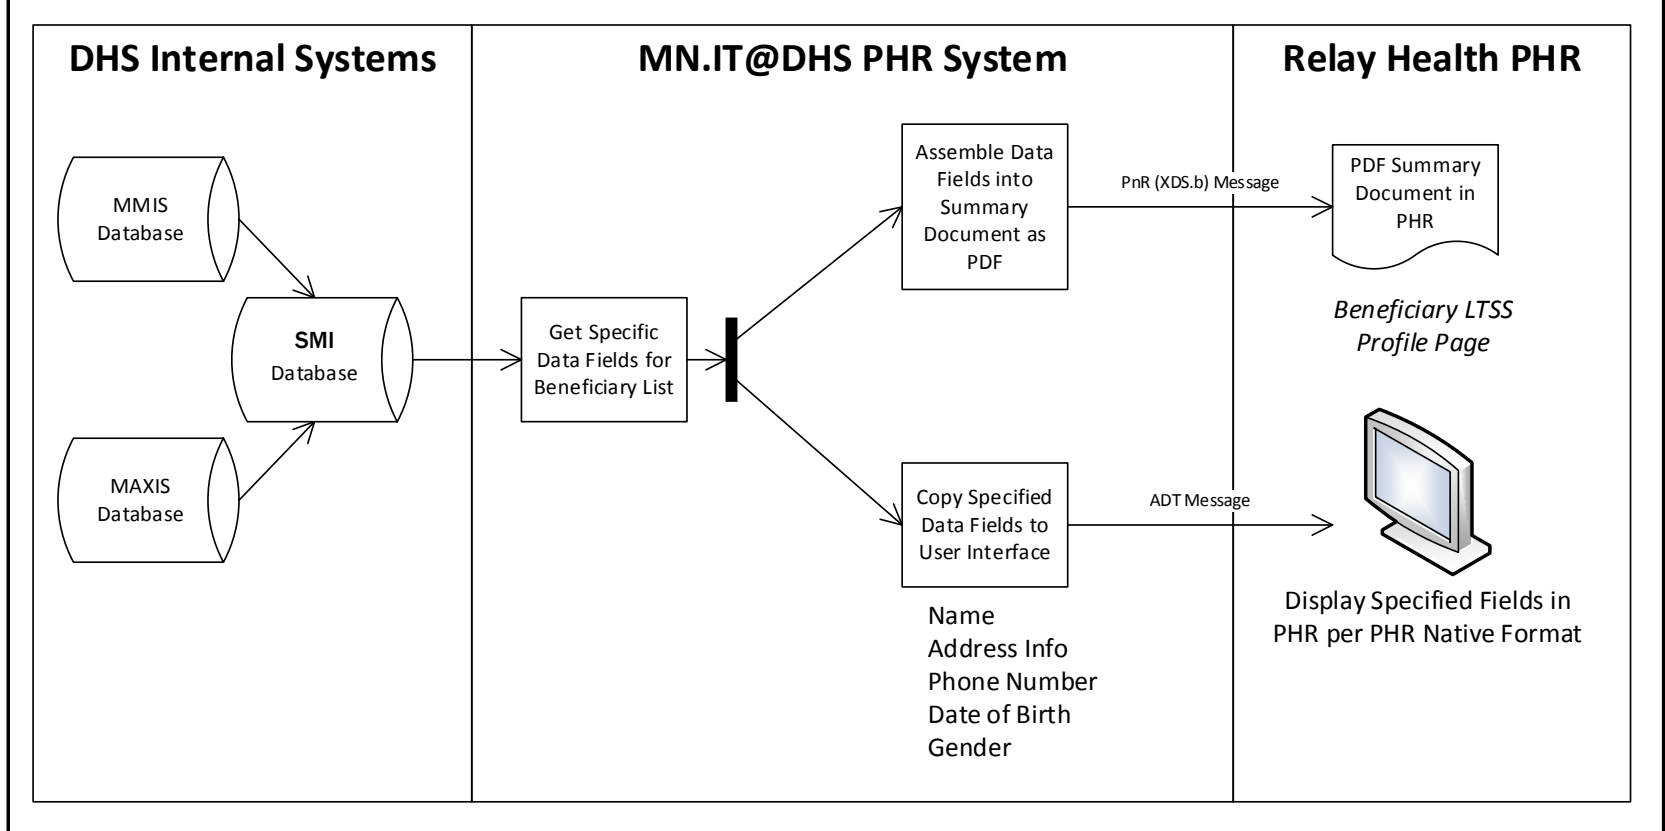 DHS Internal Systems
MN.IT@DHS PHR System
Relay Health PHR
MMIS
Database
SMI
Database
MAXIS
Database
Get Specific
Data Fields for
Beneficiary List
Assemble Data
Fields into
Summary
Document as
PDF
PnR (XDS.b) Message
PDF Summary
Document in
PHR
Beneficiary LTSS
Profile Page
Copy Specified
Data Fields to
User Interface
ADT Message
Name
Address Info
Phone Number
Date of Birth
Gender
Display Specified Fields in
PHR per PHR Native Format